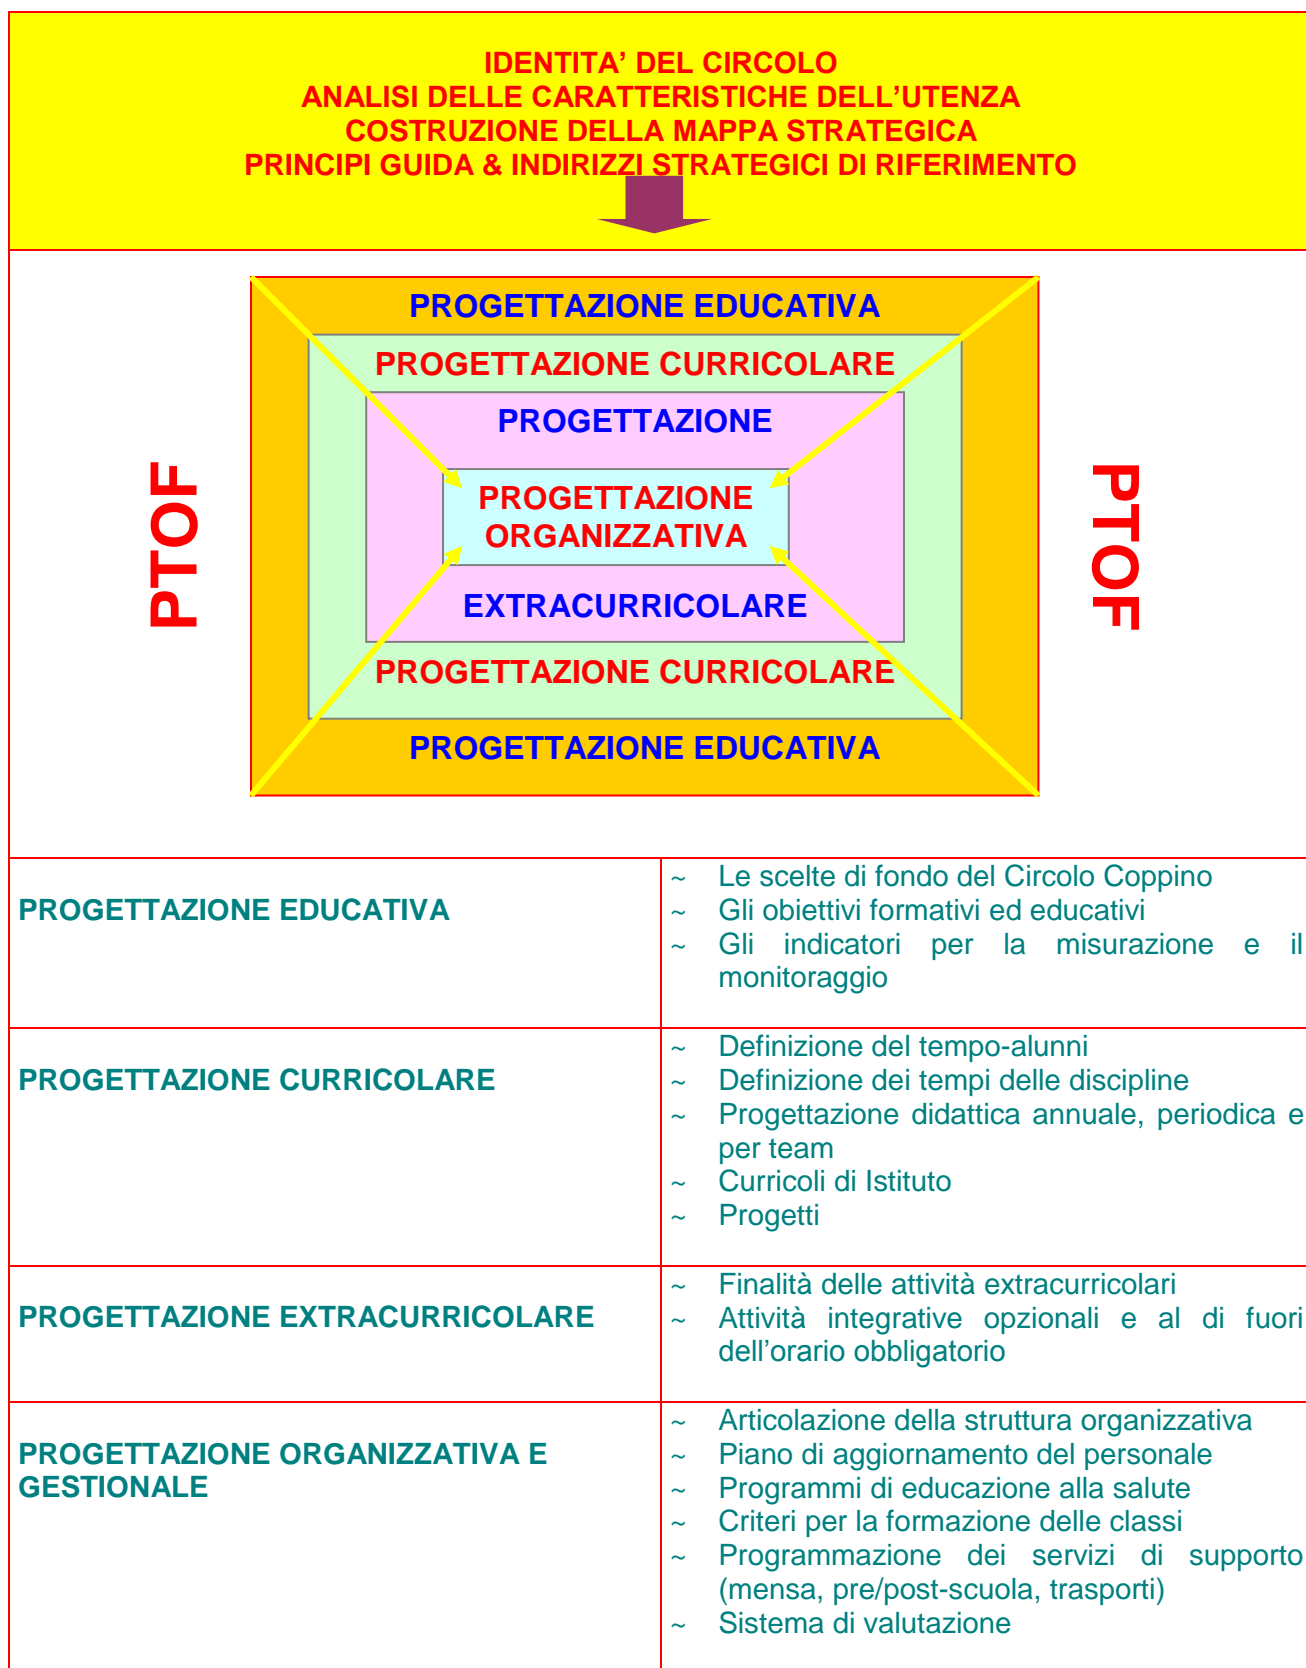 IDENTITA’ DEL CIRCOLO
ANALISI DELLE CARATTERISTICHE DELL’UTENZA
COSTRUZIONE DELLA MAPPA STRATEGICA
PRINCIPI GUIDA & INDIRIZZI STRATEGICI DI RIFERIMENTO
PROGETTAZIONE EDUCATIVA
PROGETTAZIONE CURRICOLARE
PROGETTAZIONE
PTOF
PROGETTAZIONE
ORGANIZZATIVA
PTOF
EXTRACURRICOLARE
PROGETTAZIONE CURRICOLARE
PROGETTAZIONE EDUCATIVA
PROGETTAZIONE EDUCATIVA
~ Le scelte di fondo del Circolo Coppino
~ Gli obiettivi formativi ed educativi
~ Gli indicatori per la misurazione e il
monitoraggio
PROGETTAZIONE CURRICOLARE
~ Definizione del tempo-alunni
~ Definizione dei tempi delle discipline
~ Progettazione didattica annuale, periodica e
per team
~ Curricoli di Istituto
~ Progetti
PROGETTAZIONE EXTRACURRICOLARE
~ Finalità delle attività extracurricolari
~ Attività integrative opzionali e al di fuori
dell’orario obbligatorio
PROGETTAZIONE ORGANIZZATIVA E
GESTIONALE
~ Articolazione della struttura organizzativa
~ Piano di aggiornamento del personale
~ Programmi di educazione alla salute
~ Criteri per la formazione delle classi
~ Programmazione dei servizi di supporto
(mensa, pre/post-scuola, trasporti)
~ Sistema di valutazione